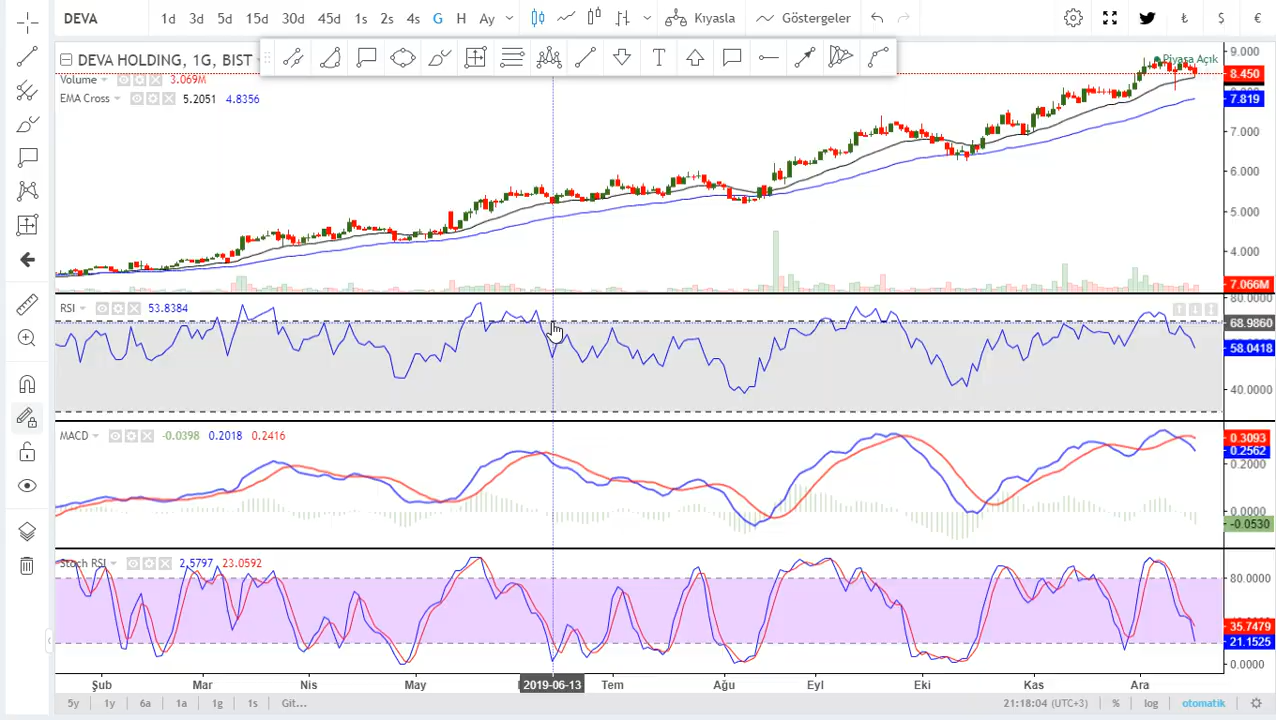 DEVA 1d 3d 5d 15d 30d 45d 1s 2s 4s G H Ay Kıyasla Göstergeler ₺ $ €
DEVA HOLDING, 1G, BIST
Piyasa Açık
Volume 3.069M
EMA Cross 5.2051 4.8356
9.000
8.450
7.819
7.000
6.000
5.000
4.000
7.066M
RSI 53.8384
80.0000
68.9860
58.0418
40.0000
MACD -0.0398 0.2018 0.2416
0.3093
0.2562
0.2000
0.0000
-0.0530
Stoch RSI 2.5797 23.0592
80.0000
35.7479
21.1525
0.0000
Şub Mar Nis May 2019-06-13 Tem Ağu Eyl Eki Kas Ara
5y 1y 6a 1a 1g 1s Git... 21:18:04 (UTC+3) % log otomatik